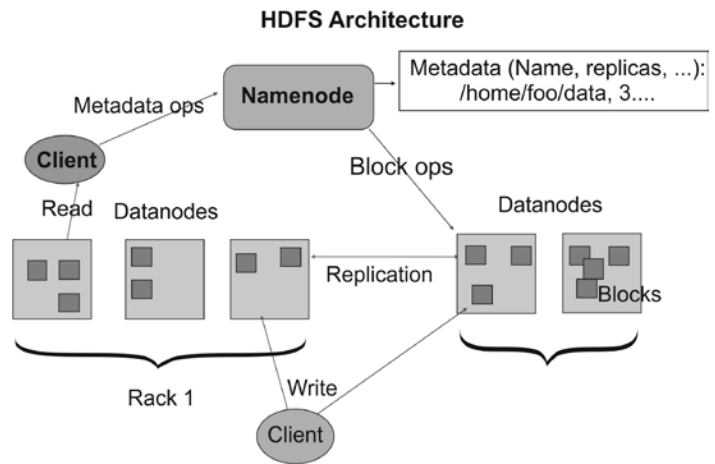 HDFS Architecture
Metadata (Name, replicas, ...):
/home/foo/data, 3....
Namenode
Metadata ops
Client
Block ops
Read
Datanodes
Datanodes
Replication
Blocks
Rack 1
Write
Client